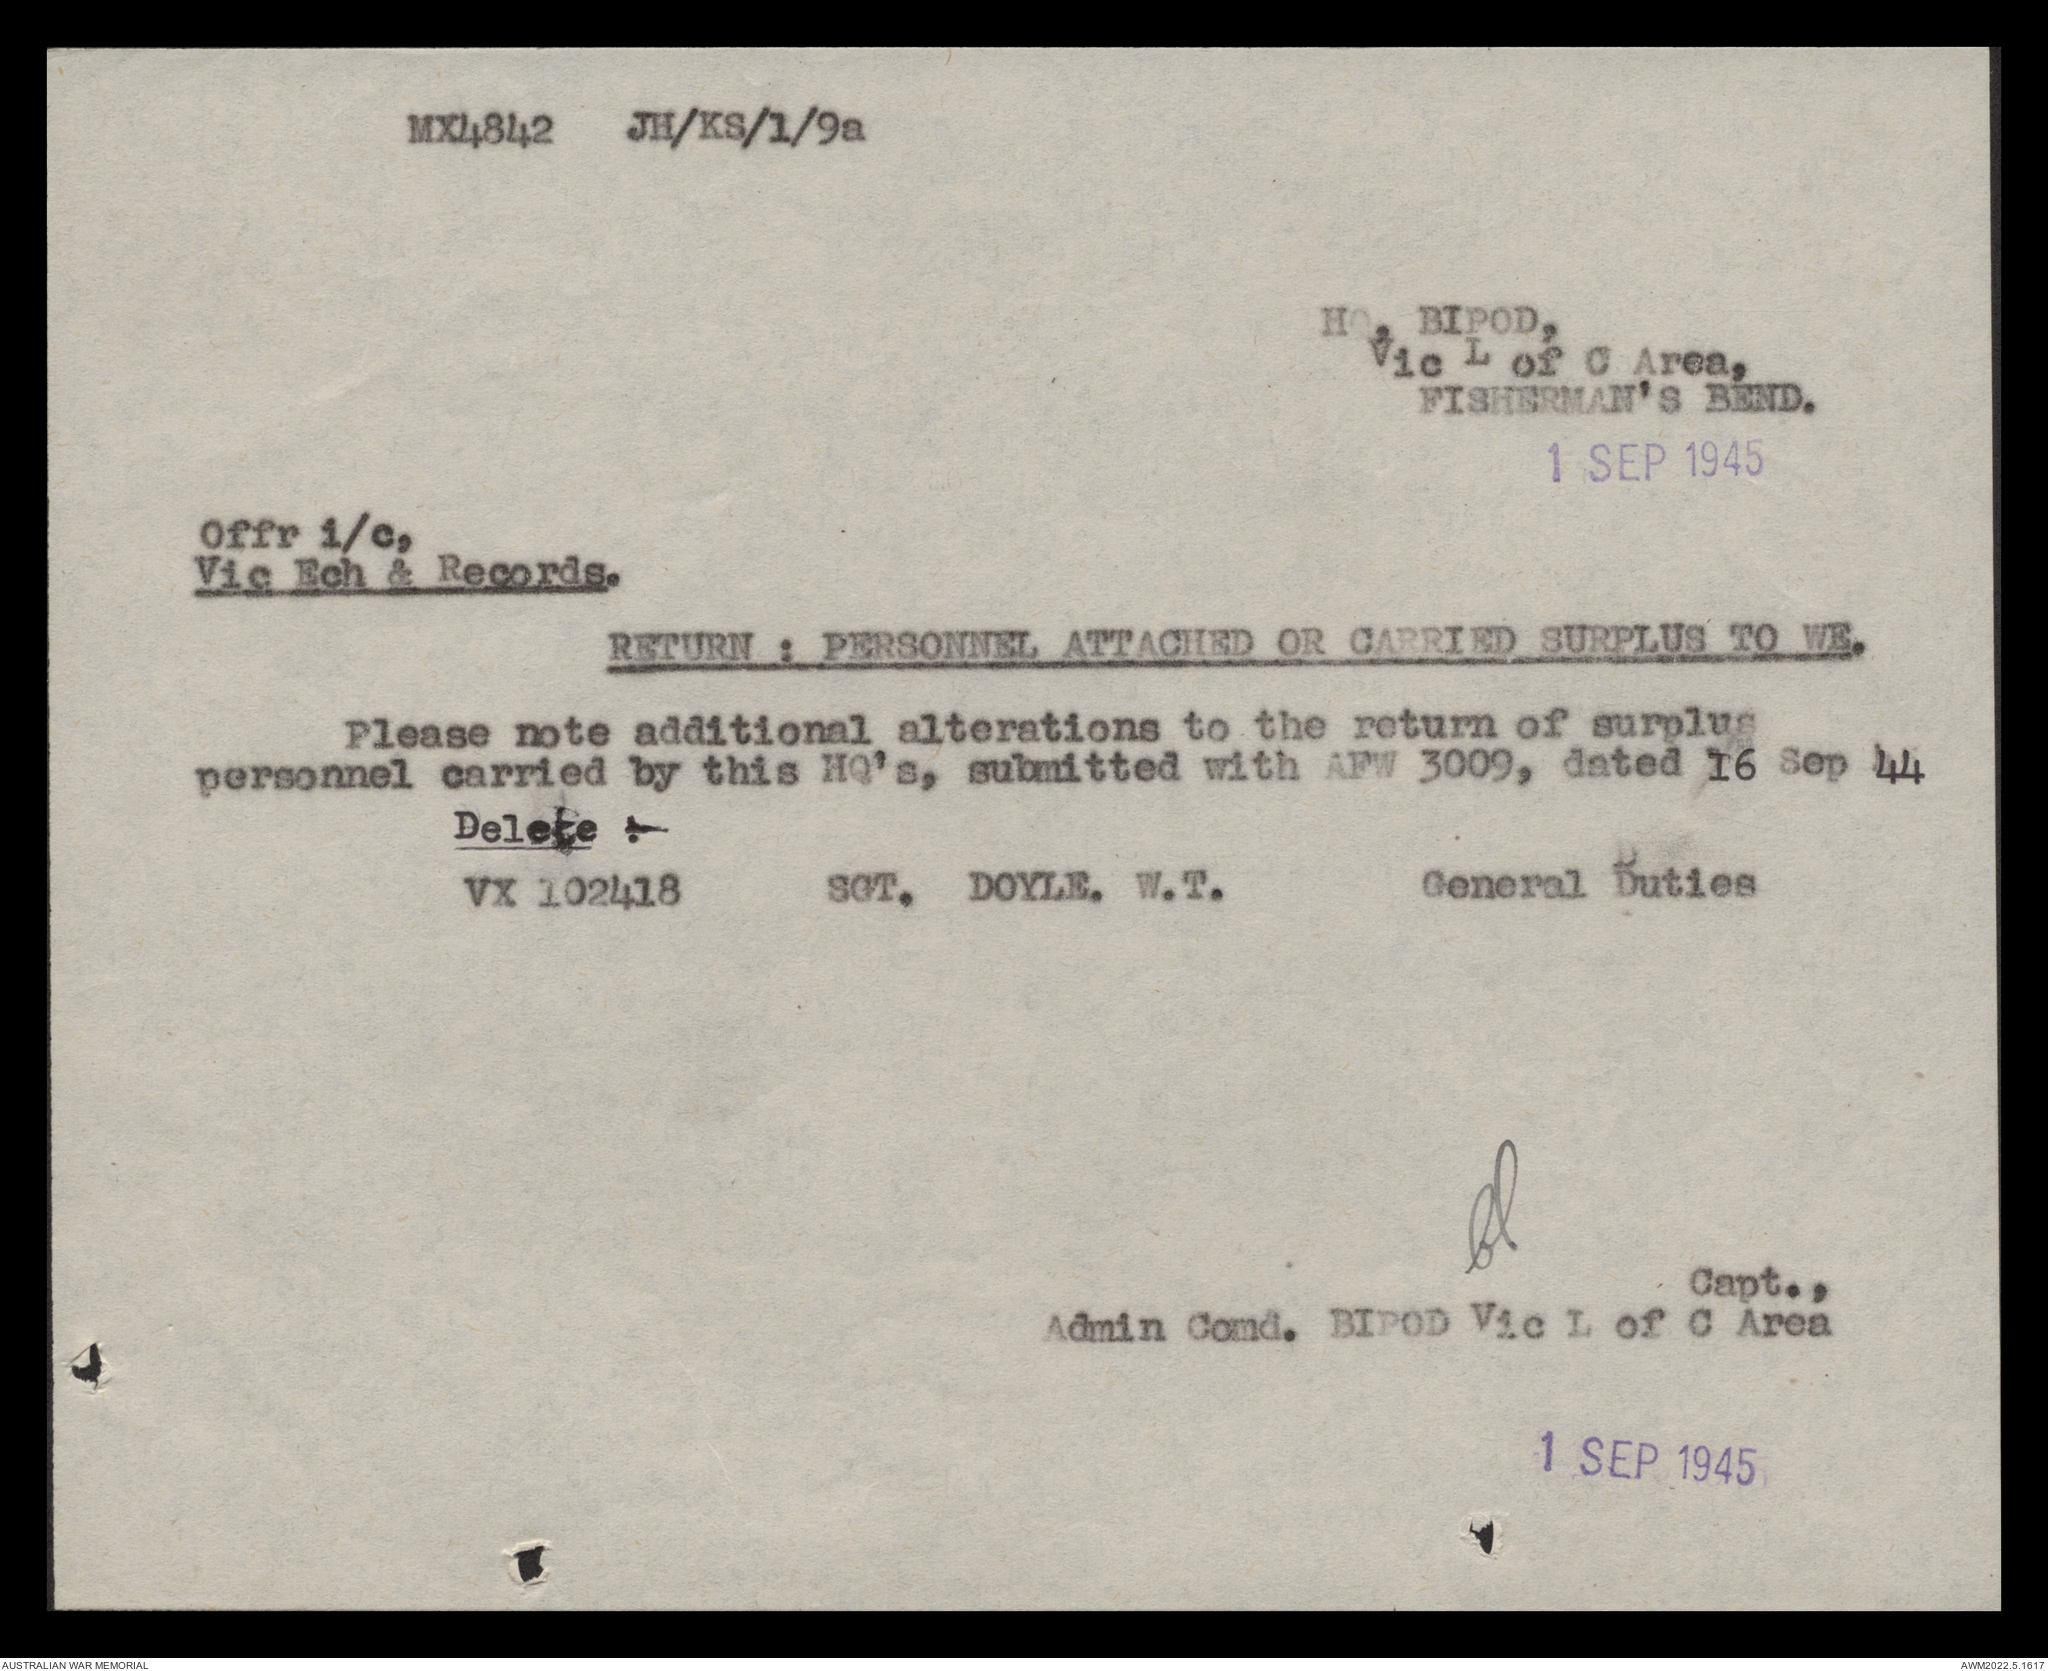 MX4842 JH/KS/1/9a
HQ, BIPOD,
Vic L of C Area,
FISHERMAN'S BEND.
1 SEP 1945
Offr i/c,
Vic Ech & Records.
RETURN : PERSONNEL ATTACHED OR CARRIED SURPLUS TO WE.
Please note additional alterations to the return of surplus
personnel carried by this HQ's, submitted with AFW 3009, dated I6 Sep 44
Delete :-
VX 102418 SGT. DOYLE. W.T. General Duties
Capt.,
Admin Comd. BIPOD Vic L of C Area
1 SEP 1945
AUSTRALIAN WAR MEMORIAL
AWM2022.5.1617